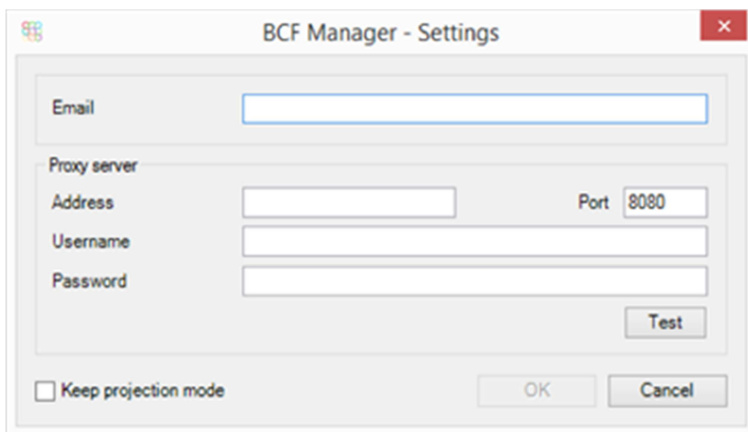 BCF Manager - Settings
Email
Proxy server
Address
Port 8080
Username
Password
Test
Keep projection mode
OK
Cancel